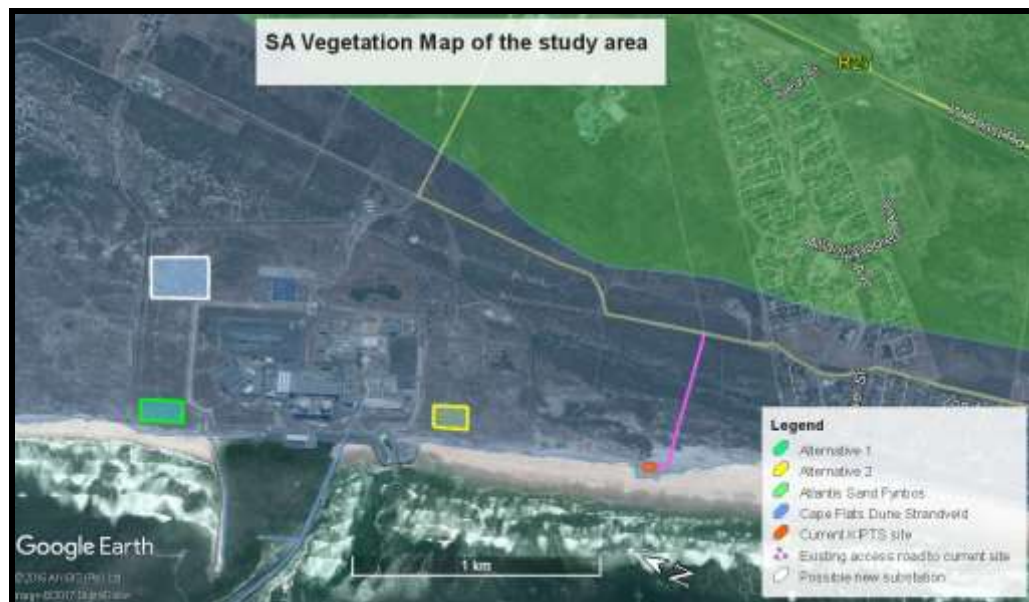 SA Vegetation Map of the study area
R27
Legend
Alternative 1
Alternative 2
Atlantis Sand Fynbos
Cape Flats Dune Strandveld
Current KIPTS site
Existing access road to current site
Possible new substation
Google Earth
1 km
N